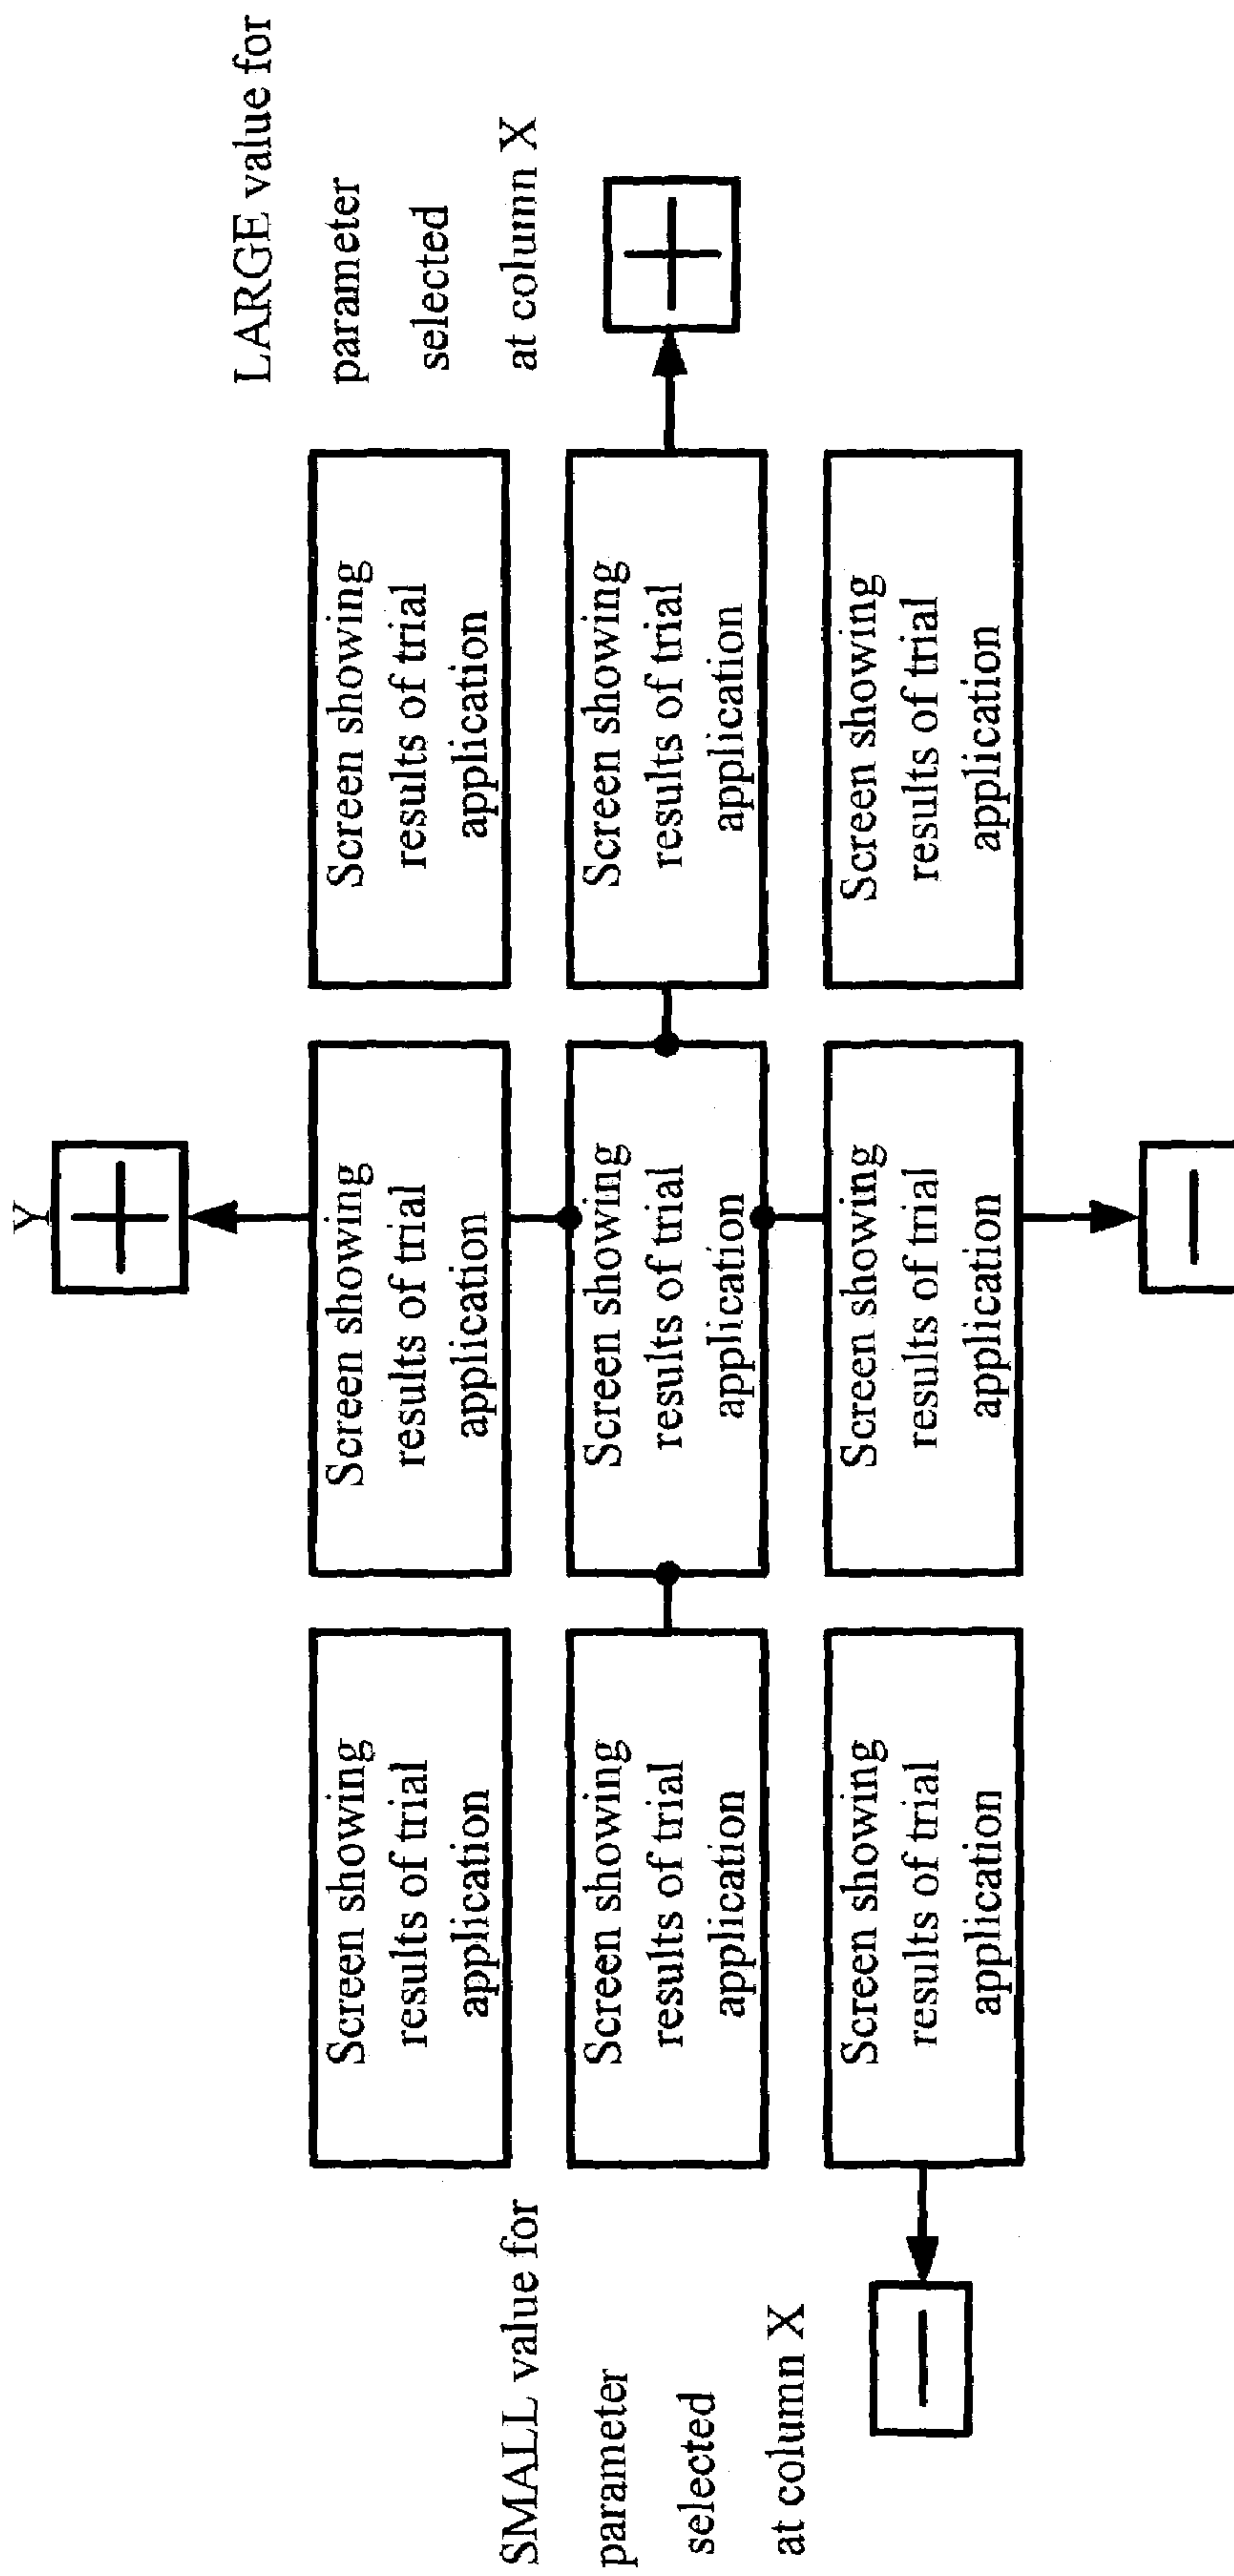 Y
+
LARGE value for
parameter
selected
at column X
+
Screen showing
results of trial
application
Screen showing
results of trial
application
Screen showing
results of trial
application
SMALL value for
parameter
selected
at column X
−
Screen showing
results of trial
application
Screen showing
results of trial
application
Screen showing
results of trial
application
Screen showing
results of trial
application
Screen showing
results of trial
application
Screen showing
results of trial
application
−